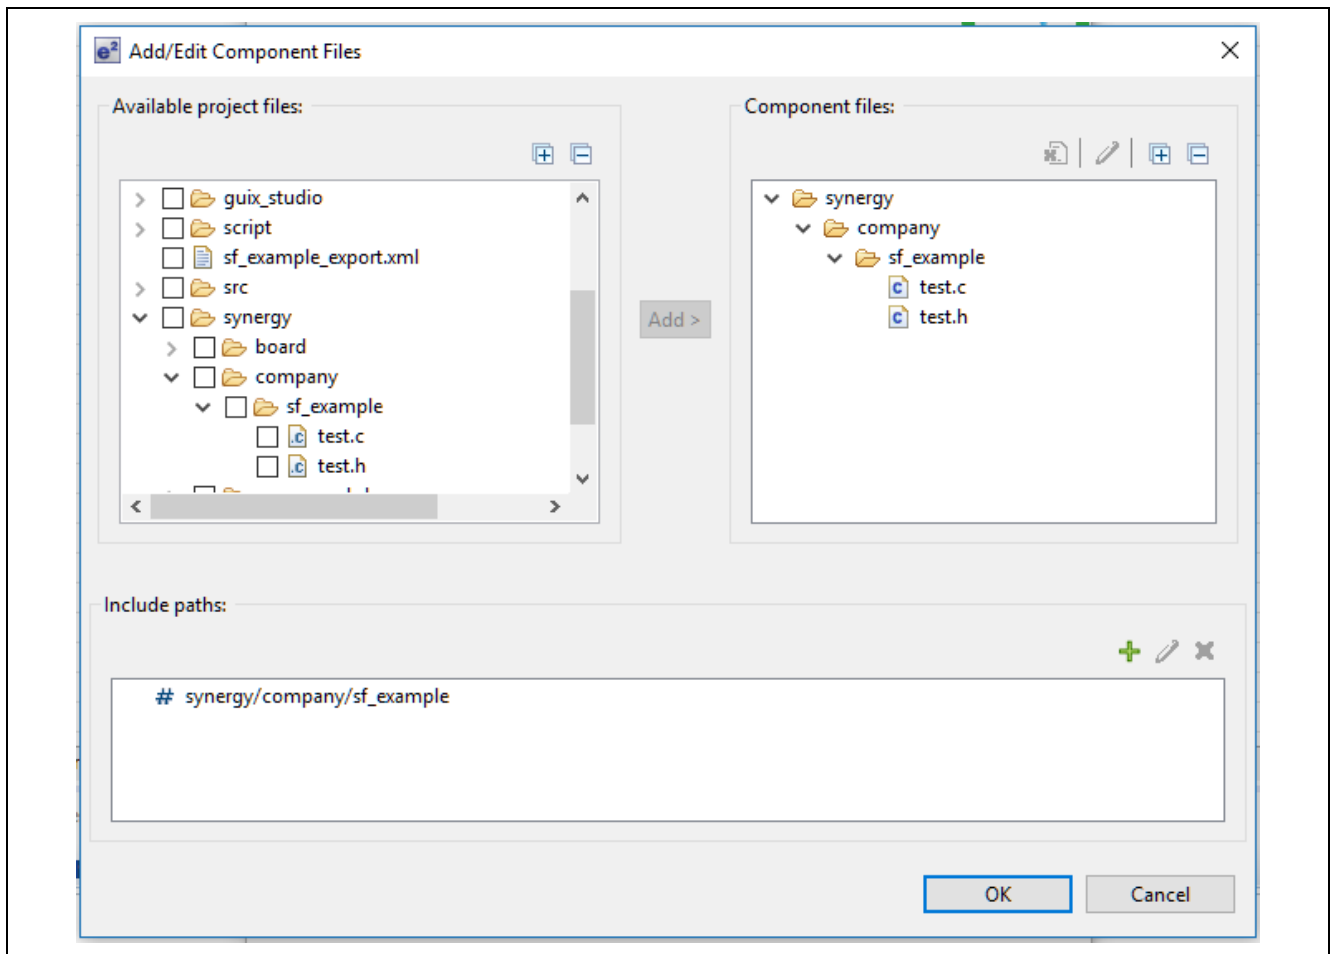 e² Add/Edit Component Files
Available project files:
guix_studio
script
sf_example_export.xml
src
synergy
board
company
sf_example
.c test.c
.c test.h
Add >
Component files:
synergy
company
sf_example
c test.c
c test.h
Include paths:
# synergy/company/sf_example
OK
Cancel